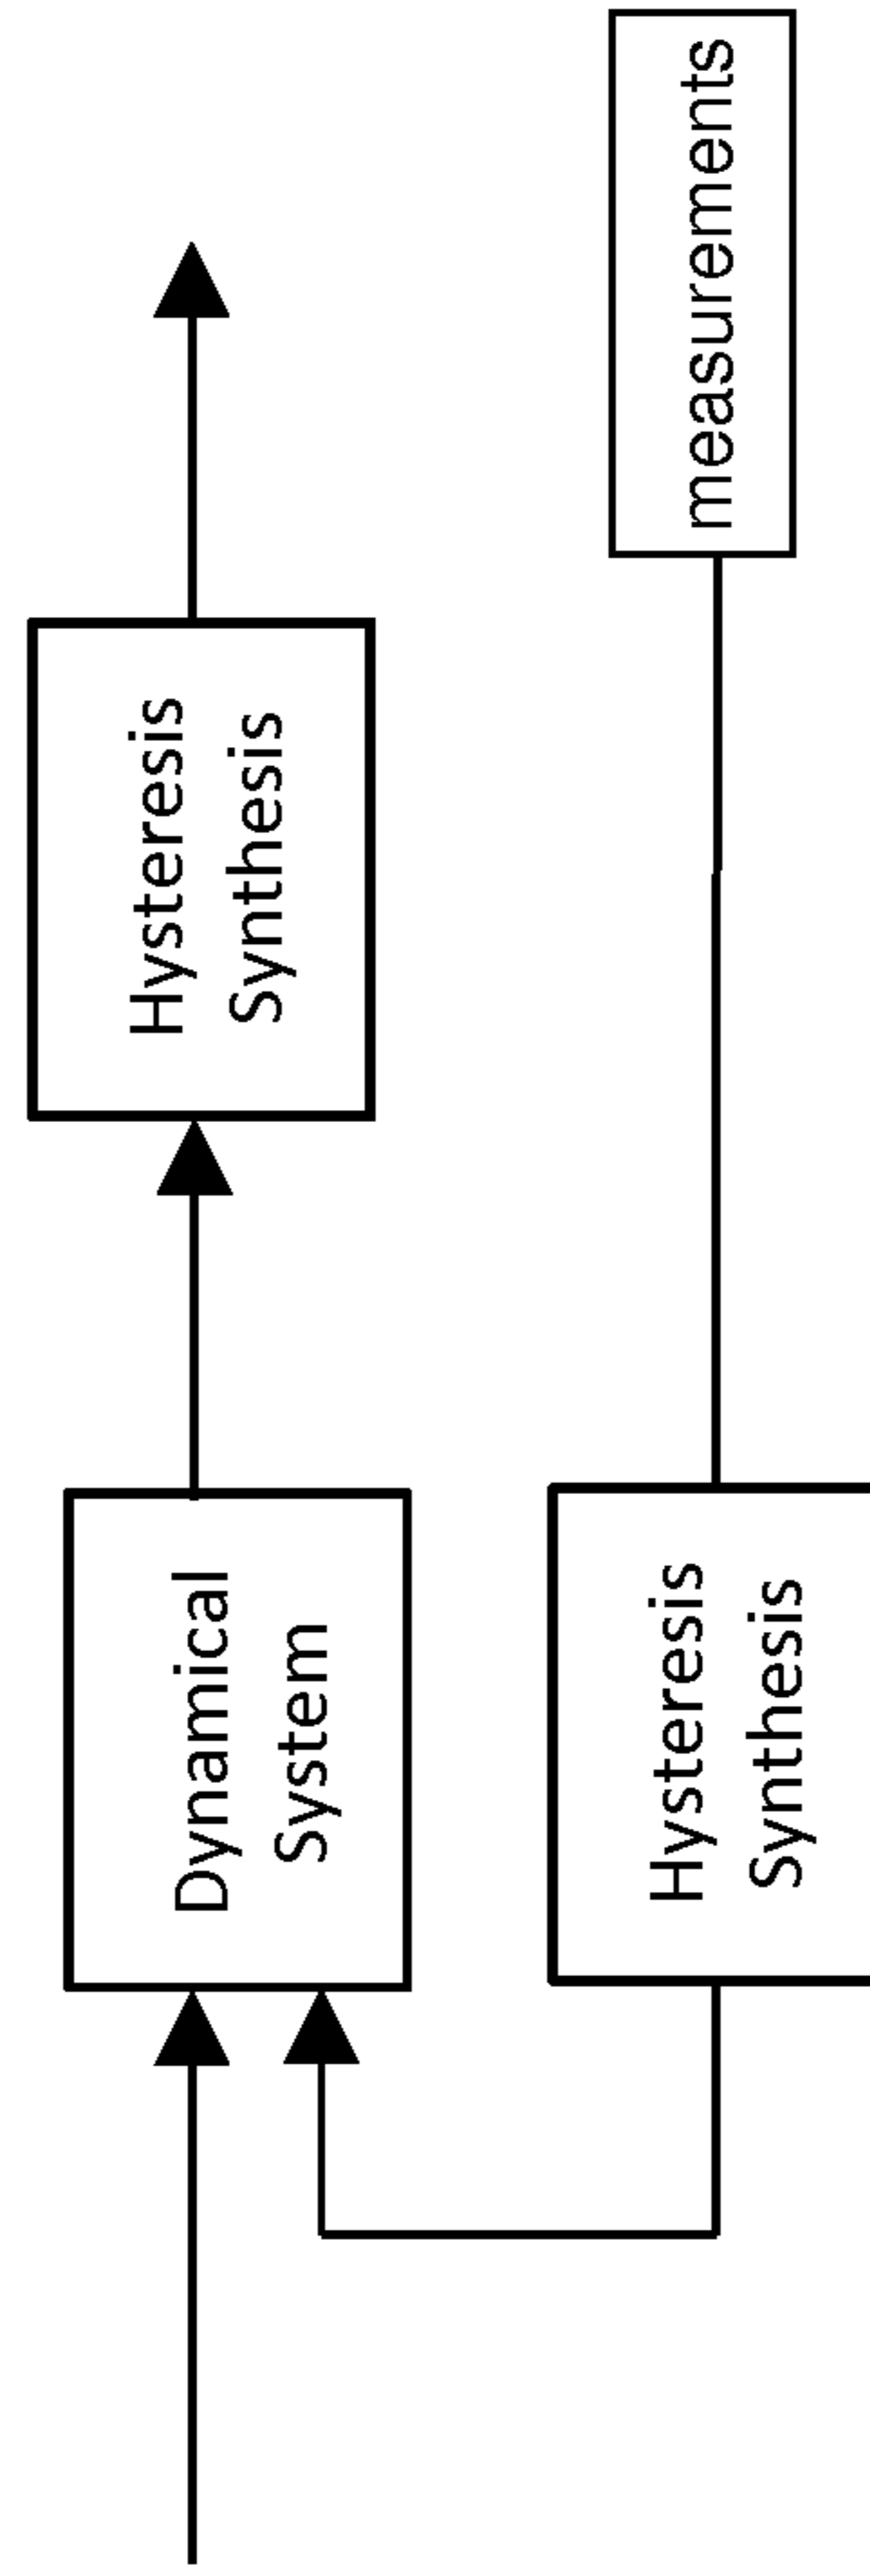 Dynamical
System
Hysteresis
Synthesis
Hysteresis
Synthesis
measurements